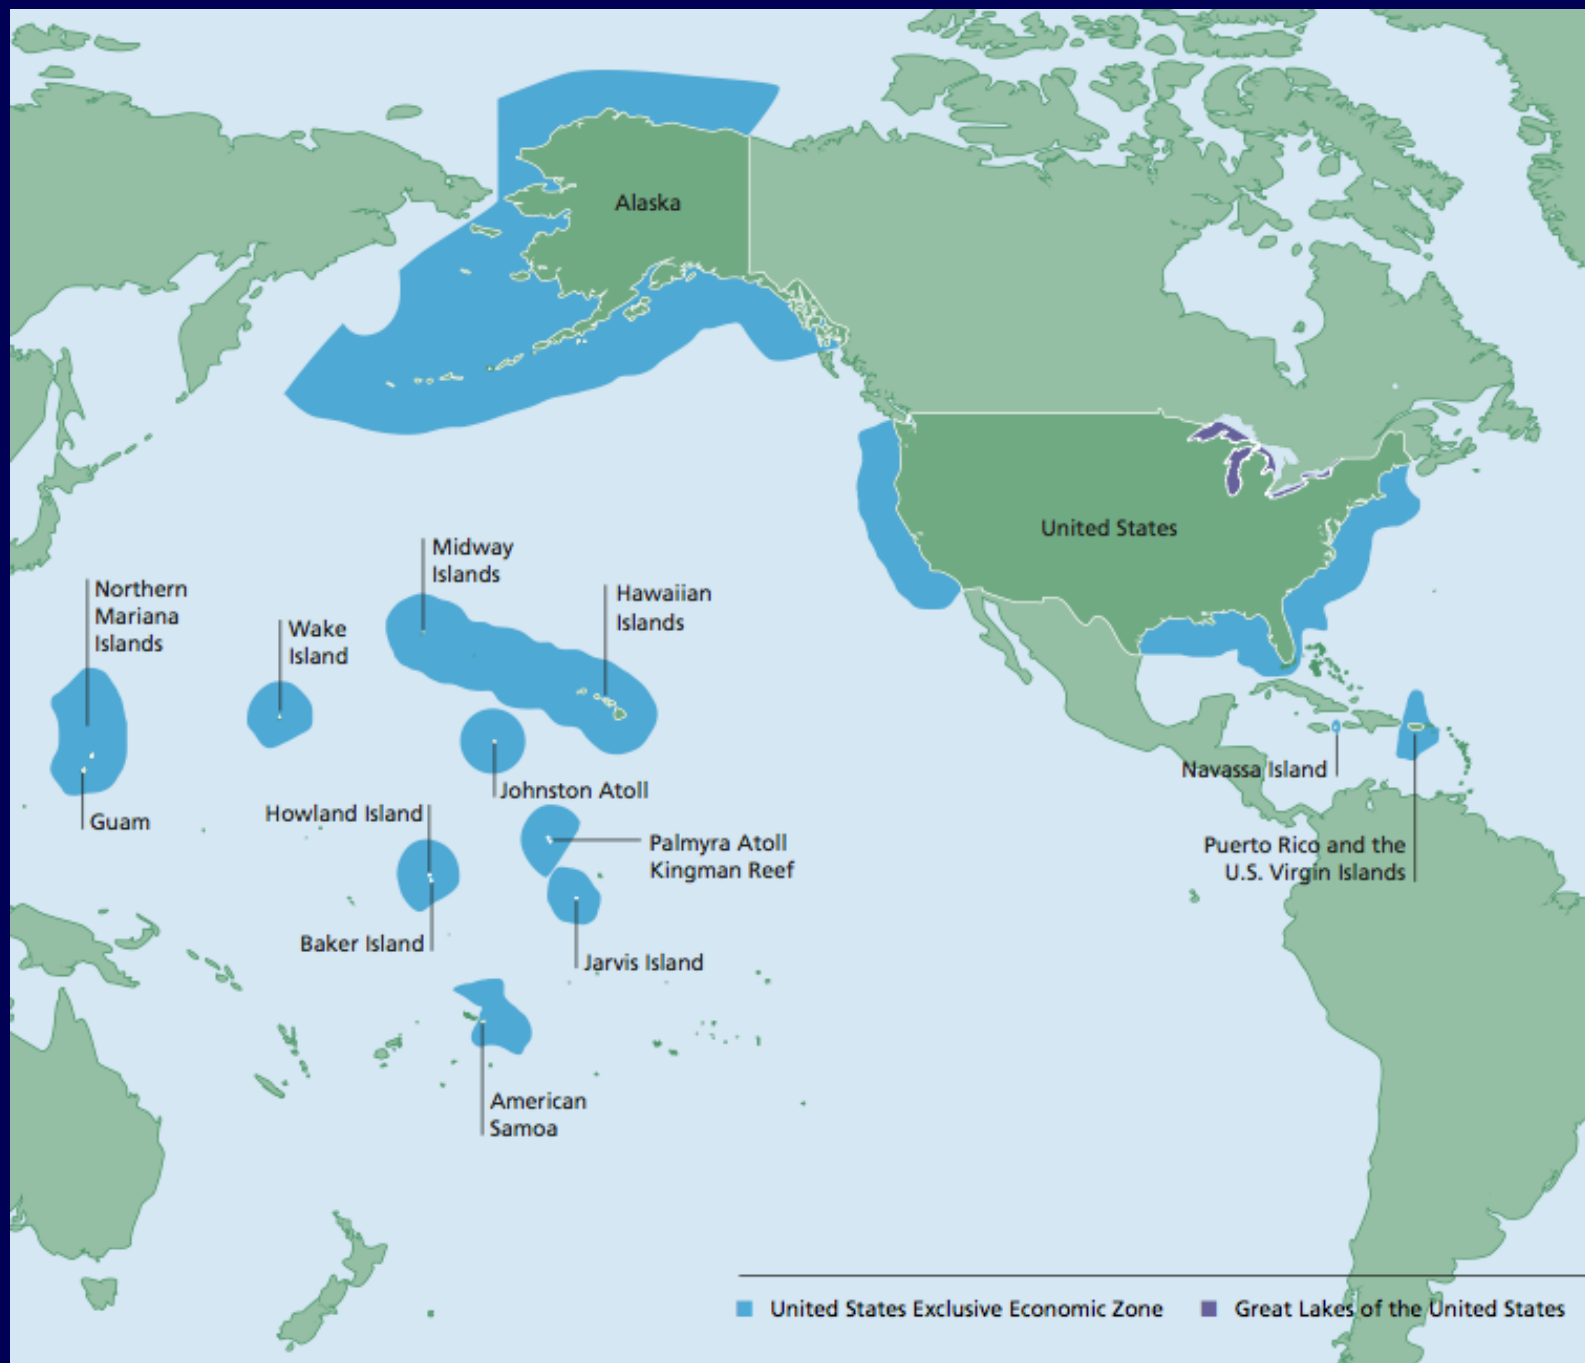 Alaska
United States
Midway
Islands
Northern
Mariana
Islands
Hawaiian
Islands
Wake
Island
Navassa Island
Johnston Atoll
Howland Island
Guam
Palmyra Atoll
Kingman Reef
Puerto Rico and the
U.S. Virgin Islands
Baker Island
Jarvis Island
American
Samoa
United States Exclusive Economic Zone
Great Lakes of the United States